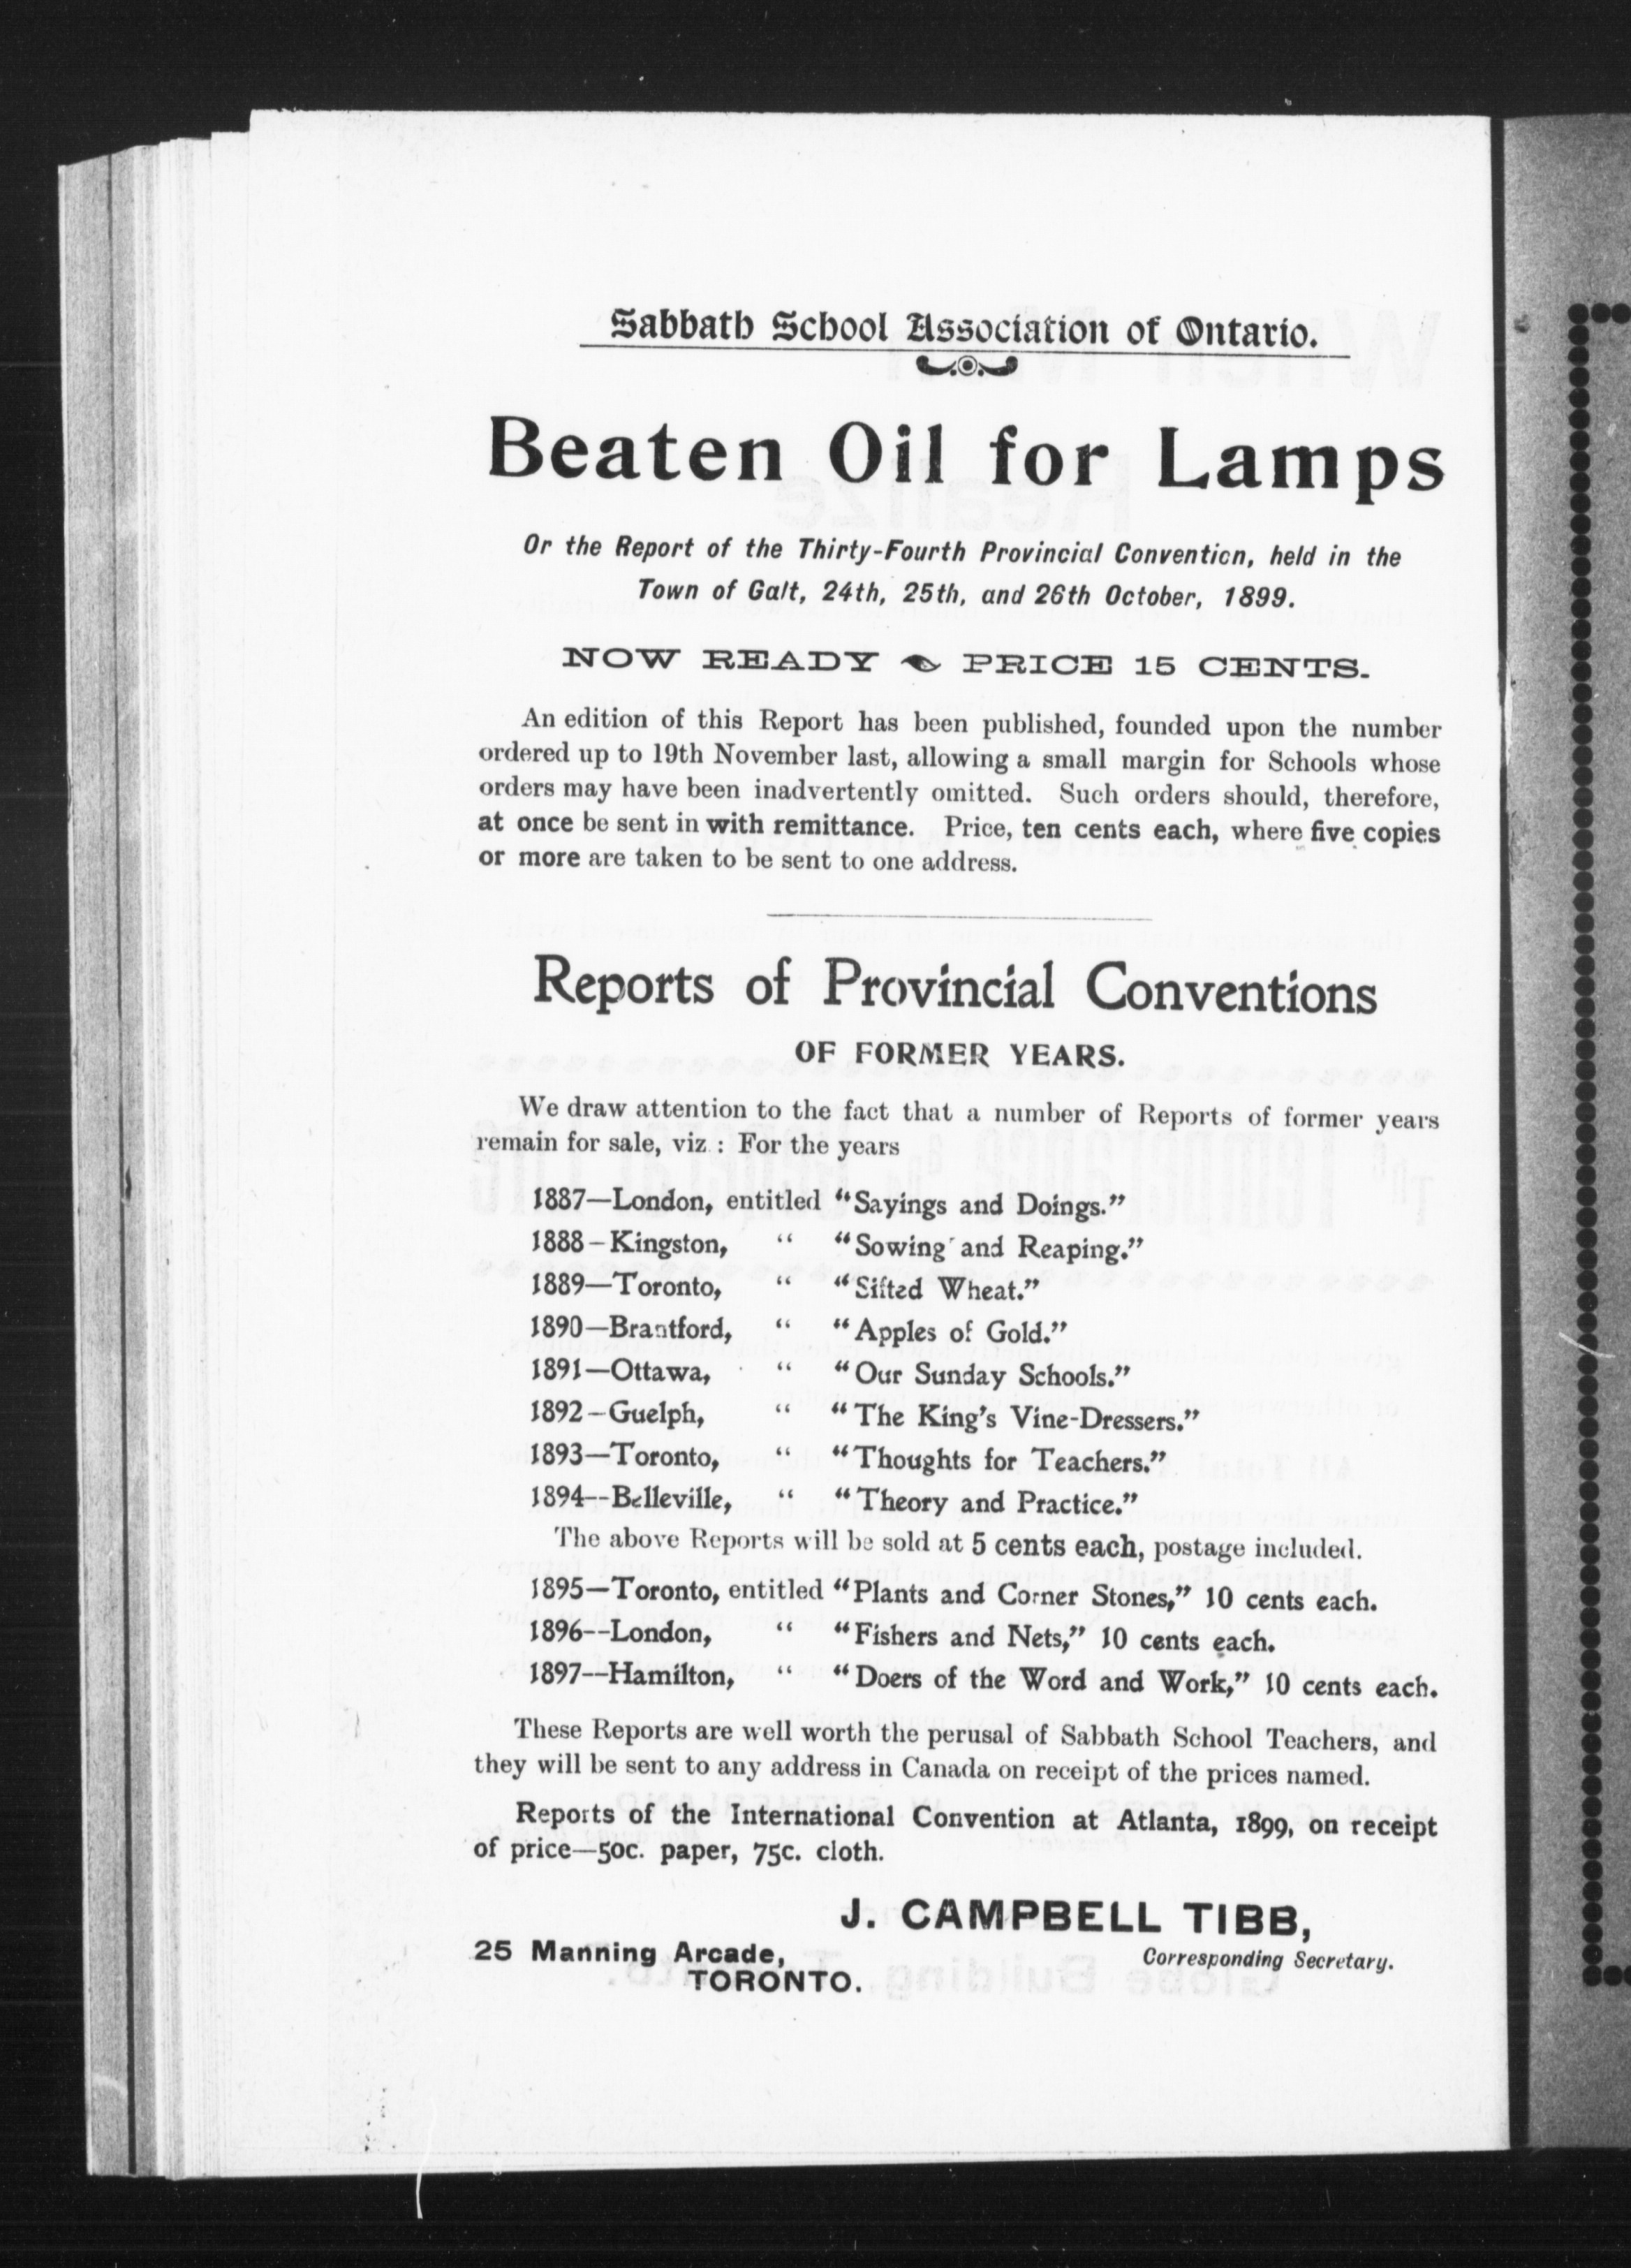 Sabbath School Association of Ontario.
Beaten Oil for Lamps
Or the Report of the Thirty-Fourth Provincial Convention, held in the
Town of Galt, 24th, 25th, and 26th October, 1899.
NOW READY PRICE 15 CENTS.
An edition of this Report has been published, founded upon the number
ordered up to 19th November last, allowing a small margin for Schools whose
orders may have been inadvertently omitted. Such orders should, therefore,
at once be sent in with remittance. Price, ten cents each, where five copies
or more are taken to be sent to one address.
Reports of Provincial Conventions
OF FORMER YEARS.
We draw attention to the fact that a number of Reports of former years
remain for sale, viz.: For the years
1887—London, entitled "Sayings and Doings."
1888—Kingston, " "Sowing and Reaping."
1889—Toronto, " "Sifted Wheat."
1890—Brantford, " "Apples of Gold."
1891—Ottawa, " "Our Sunday Schools."
1892—Guelph, " "The King's Vine-Dressers."
1893—Toronto, " "Thoughts for Teachers."
1894--Belleville, " "Theory and Practice."
The above Reports will be sold at 5 cents each, postage included.
1895—Toronto, entitled "Plants and Corner Stones," 10 cents each.
1896--London, " "Fishers and Nets," 10 cents each.
1897--Hamilton, " "Doers of the Word and Work," 10 cents each.
These Reports are well worth the perusal of Sabbath School Teachers, and
they will be sent to any address in Canada on receipt of the prices named.
Reports of the International Convention at Atlanta, 1899, on receipt
of price—50c. paper, 75c. cloth.
J. CAMPBELL TIBB,
25 Manning Arcade, Corresponding Secretary.
TORONTO.